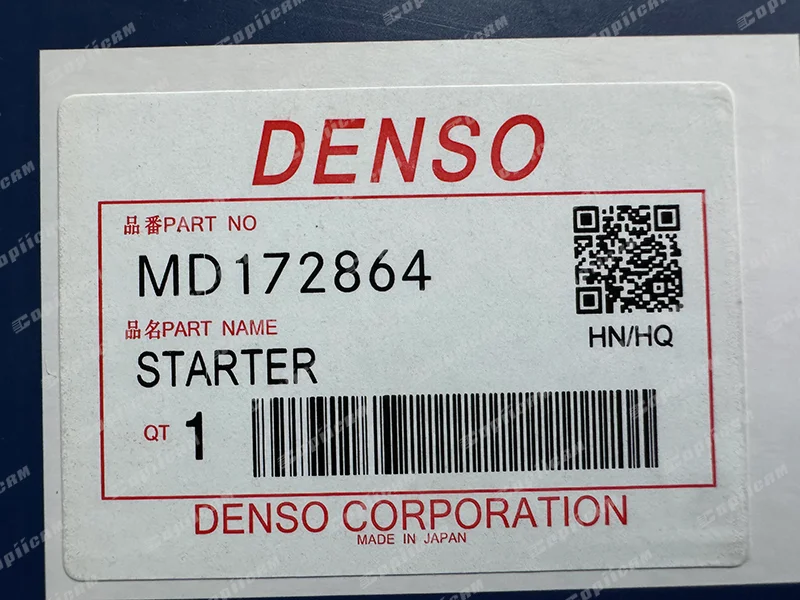 DENSO
品番PART NO
MD172864
HN/HQ
品名PART NAME
STARTER
QT 1
DENSO CORPORATION
MADE IN JAPAN
CopiicRM